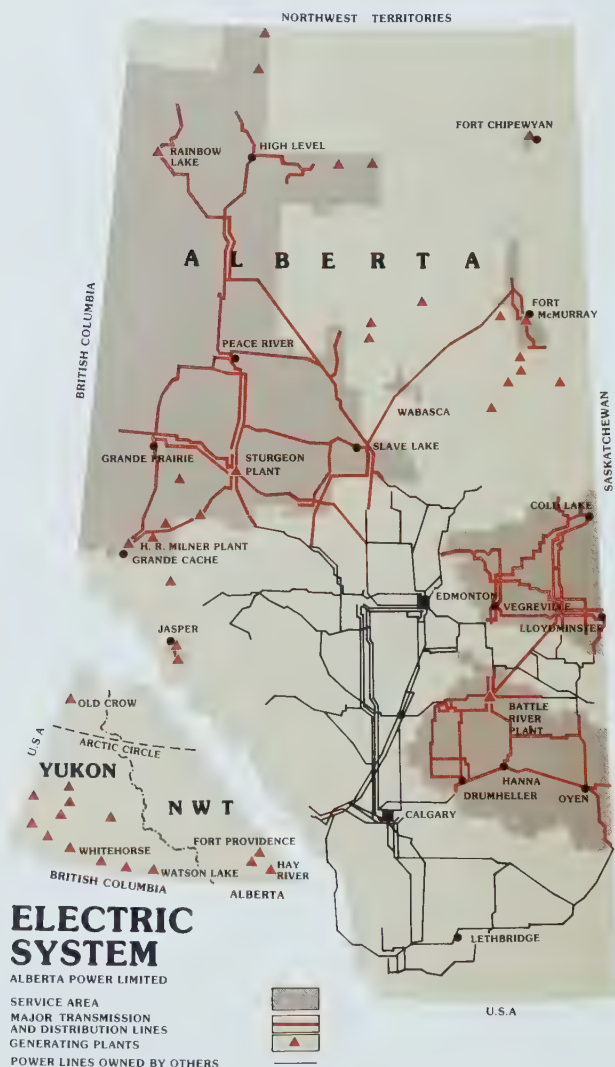 NORTHWEST TERRITORIES
FORT CHIPEWYAN
RAINBOW
LAKE
HIGH LEVEL
ALBERTA
BRITISH COLUMBIA
FORT
McMURRAY
PEACE RIVER
WABASCA
SASKATCHEWAN
GRANDE PRAIRIE
STURGEON
PLANT
SLAVE LAKE
COLD LAKE
H. R. MILNER PLANT
GRANDE CACHE
EDMONTON
VEGREVILLE
LLOYDMINSTER
JASPER
OLD CROW
U.S.A
ARCTIC CIRCLE
BATTLE
RIVER
PLANT
YUKON
NWT
HANNA
DRUMHELLER
OYEN
CALGARY
WHITEHORSE
FORT PROVIDENCE
HAY
RIVER
WATSON LAKE
BRITISH COLUMBIA
ALBERTA
LETHBRIDGE
U.S.A
ELECTRIC
SYSTEM
ALBERTA POWER LIMITED
SERVICE AREA
MAJOR TRANSMISSION
AND DISTRIBUTION LINES
GENERATING PLANTS
POWER LINES OWNED BY OTHERS